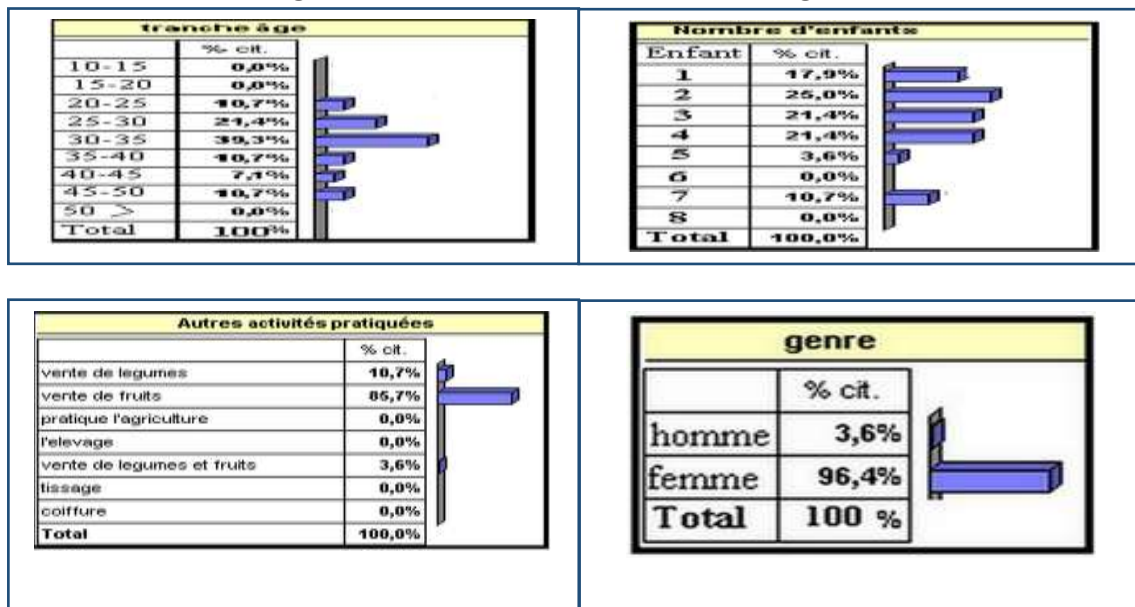 tranche âge
% cit.
10-15 0,0%
15-20 0,0%
20-25 10,7%
25-30 21,4%
30-35 39,3%
35-40 10,7%
40-45 7,1%
45-50 10,7%
50 > 0,0%
Total 100%
Nombre d'enfants
Enfant % cit.
1 17,9%
2 25,0%
3 21,4%
4 21,4%
5 3,6%
6 0,0%
7 10,7%
8 0,0%
Total 100,0%
Autres activités pratiquées
% cit.
vente de legumes 10,7%
vente de fruits 85,7%
pratique l'agriculture 0,0%
l'elevage 0,0%
vente de legumes et fruits 3,6%
tissage 0,0%
coiffure 0,0%
Total 100,0%
genre
% cit.
homme 3,6%
femme 96,4%
Total 100 %